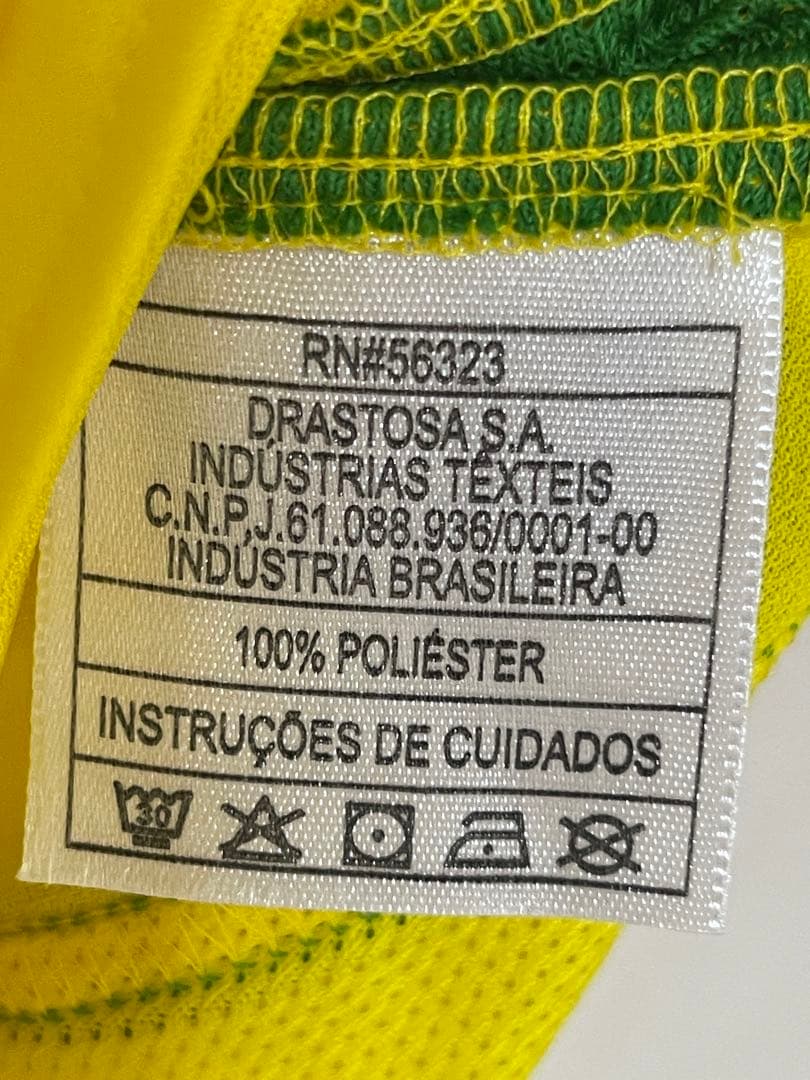 RN#56323
DRASTOSA S.A.
INDÚSTRIAS TÊXTEIS
C.N.P.J.61.088.936/0001-00
INDÚSTRIA BRASILEIRA
100% POLIÉSTER
INSTRUÇÕES DE CUIDADOS
30